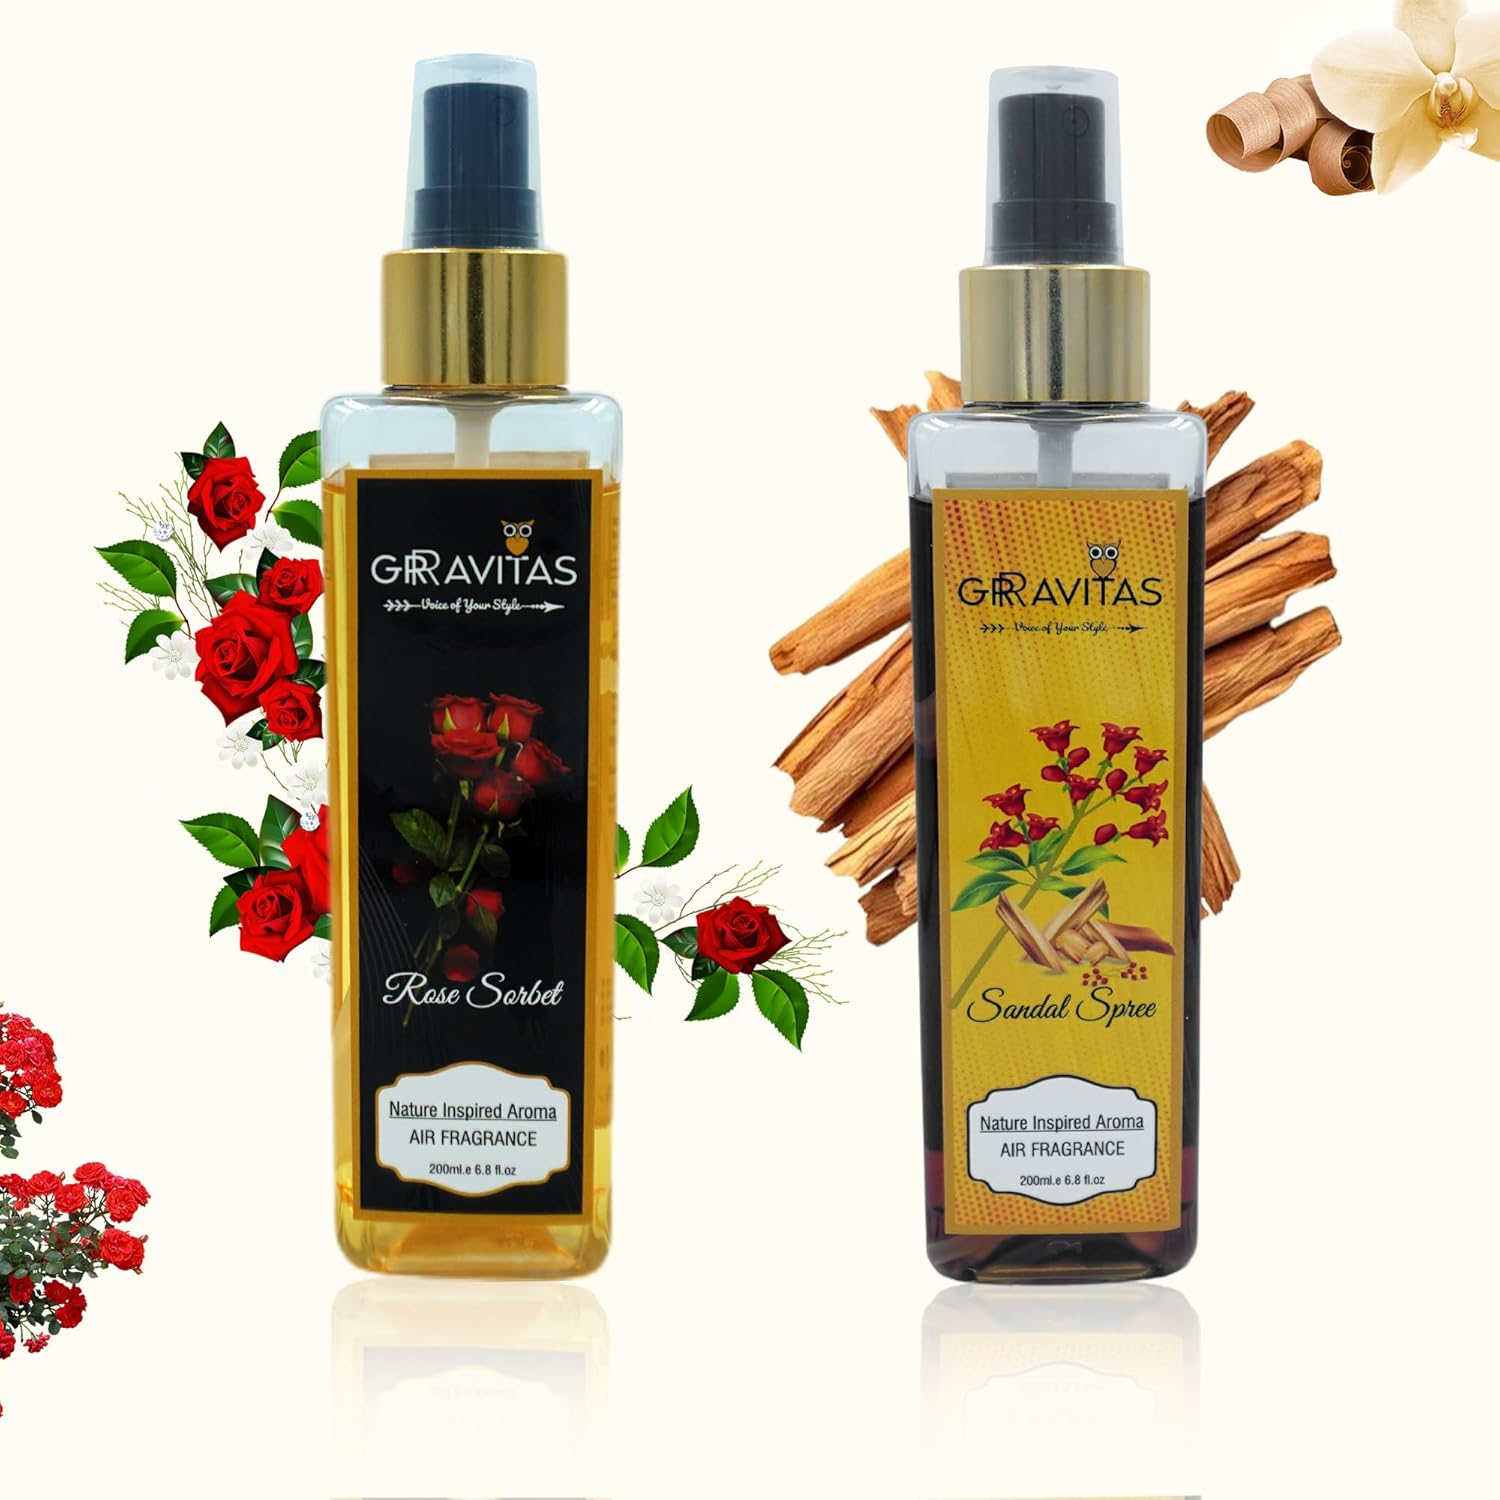 GRRAVITAS
Voice of Your Style
Rose Sorbet
Nature Inspired Aroma
AIR FRAGRANCE
200ml.e 6.8 fl.oz
GRRAVITAS
Voice of Your Style
Sandal Spree
Nature Inspired Aroma
AIR FRAGRANCE
200ml.e 6.8 fl.oz